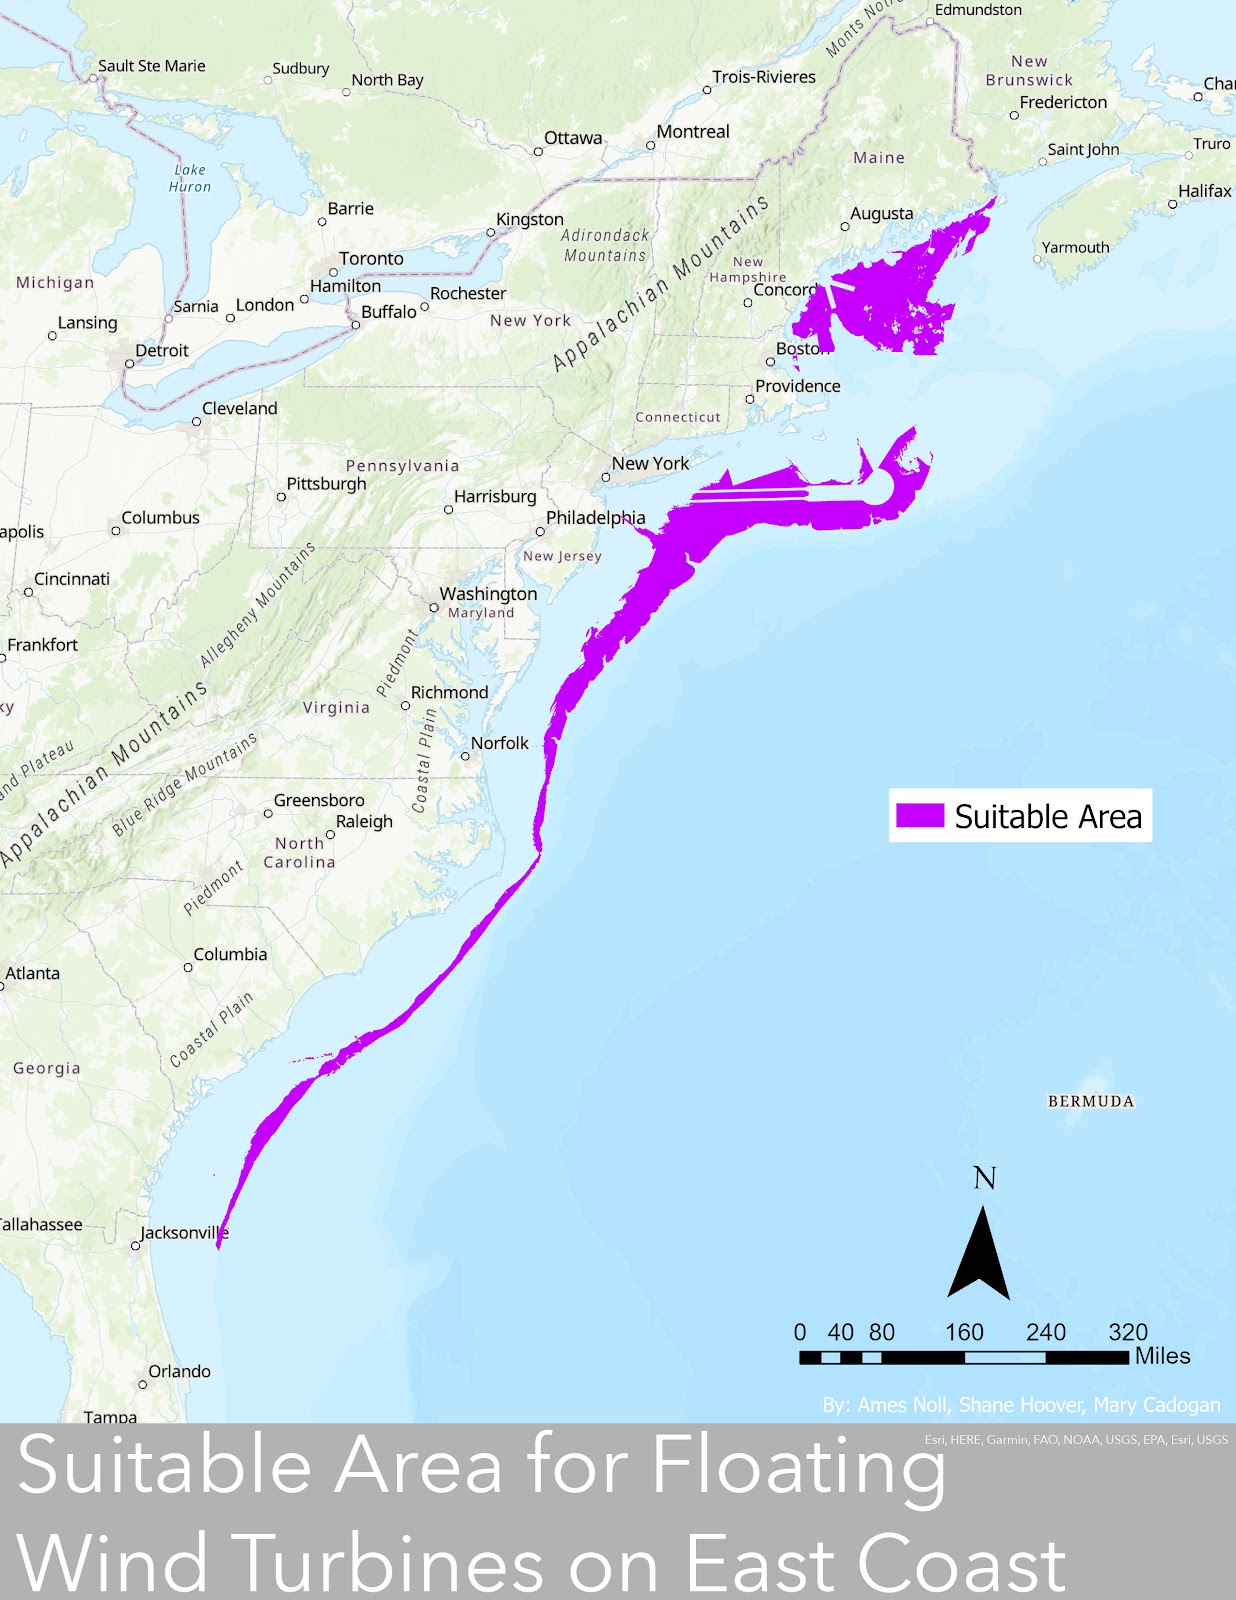 Edmundston
Monts Notre
Sault Ste Marie
Sudbury
North Bay
Trois-Rivieres
New
Brunswick
Fredericton
Ottawa
Montreal
Maine
Saint John
Truro
Lake
Huron
Halifax
Barrie
Kingston
Augusta
Adirondack
Mountains
Yarmouth
Toronto
New
Hampshire
Michigan
Hamilton
Concord
Sarnia
London
Rochester
Buffalo
New York
Appalachian Mountains
Lansing
Detroit
Boston
Providence
Cleveland
Connecticut
Pennsylvania
New York
Pittsburgh
Harrisburg
Columbus
Philadelphia
apolis
New Jersey
Cincinnati
Allegheny Mountains
Washington
Maryland
Frankfort
Piedmont
Richmond
Virginia
ky
Norfolk
Coastal Plain
and Plateau
Appalachian Mountains
Blue Ridge Mountains
Greensboro
Raleigh
North
Carolina
Suitable Area
Piedmont
Columbia
Atlanta
Coastal Plain
Georgia
BERMUDA
N
Tallahassee
Jacksonville
0 40 80 160 240 320
Miles
Orlando
By: Ames Noll, Shane Hoover, Mary Cadogan
Tampa
Esri, HERE, Garmin, FAO, NOAA, USGS, EPA, Esri, USGS
Suitable Area for Floating
Wind Turbines on East Coast